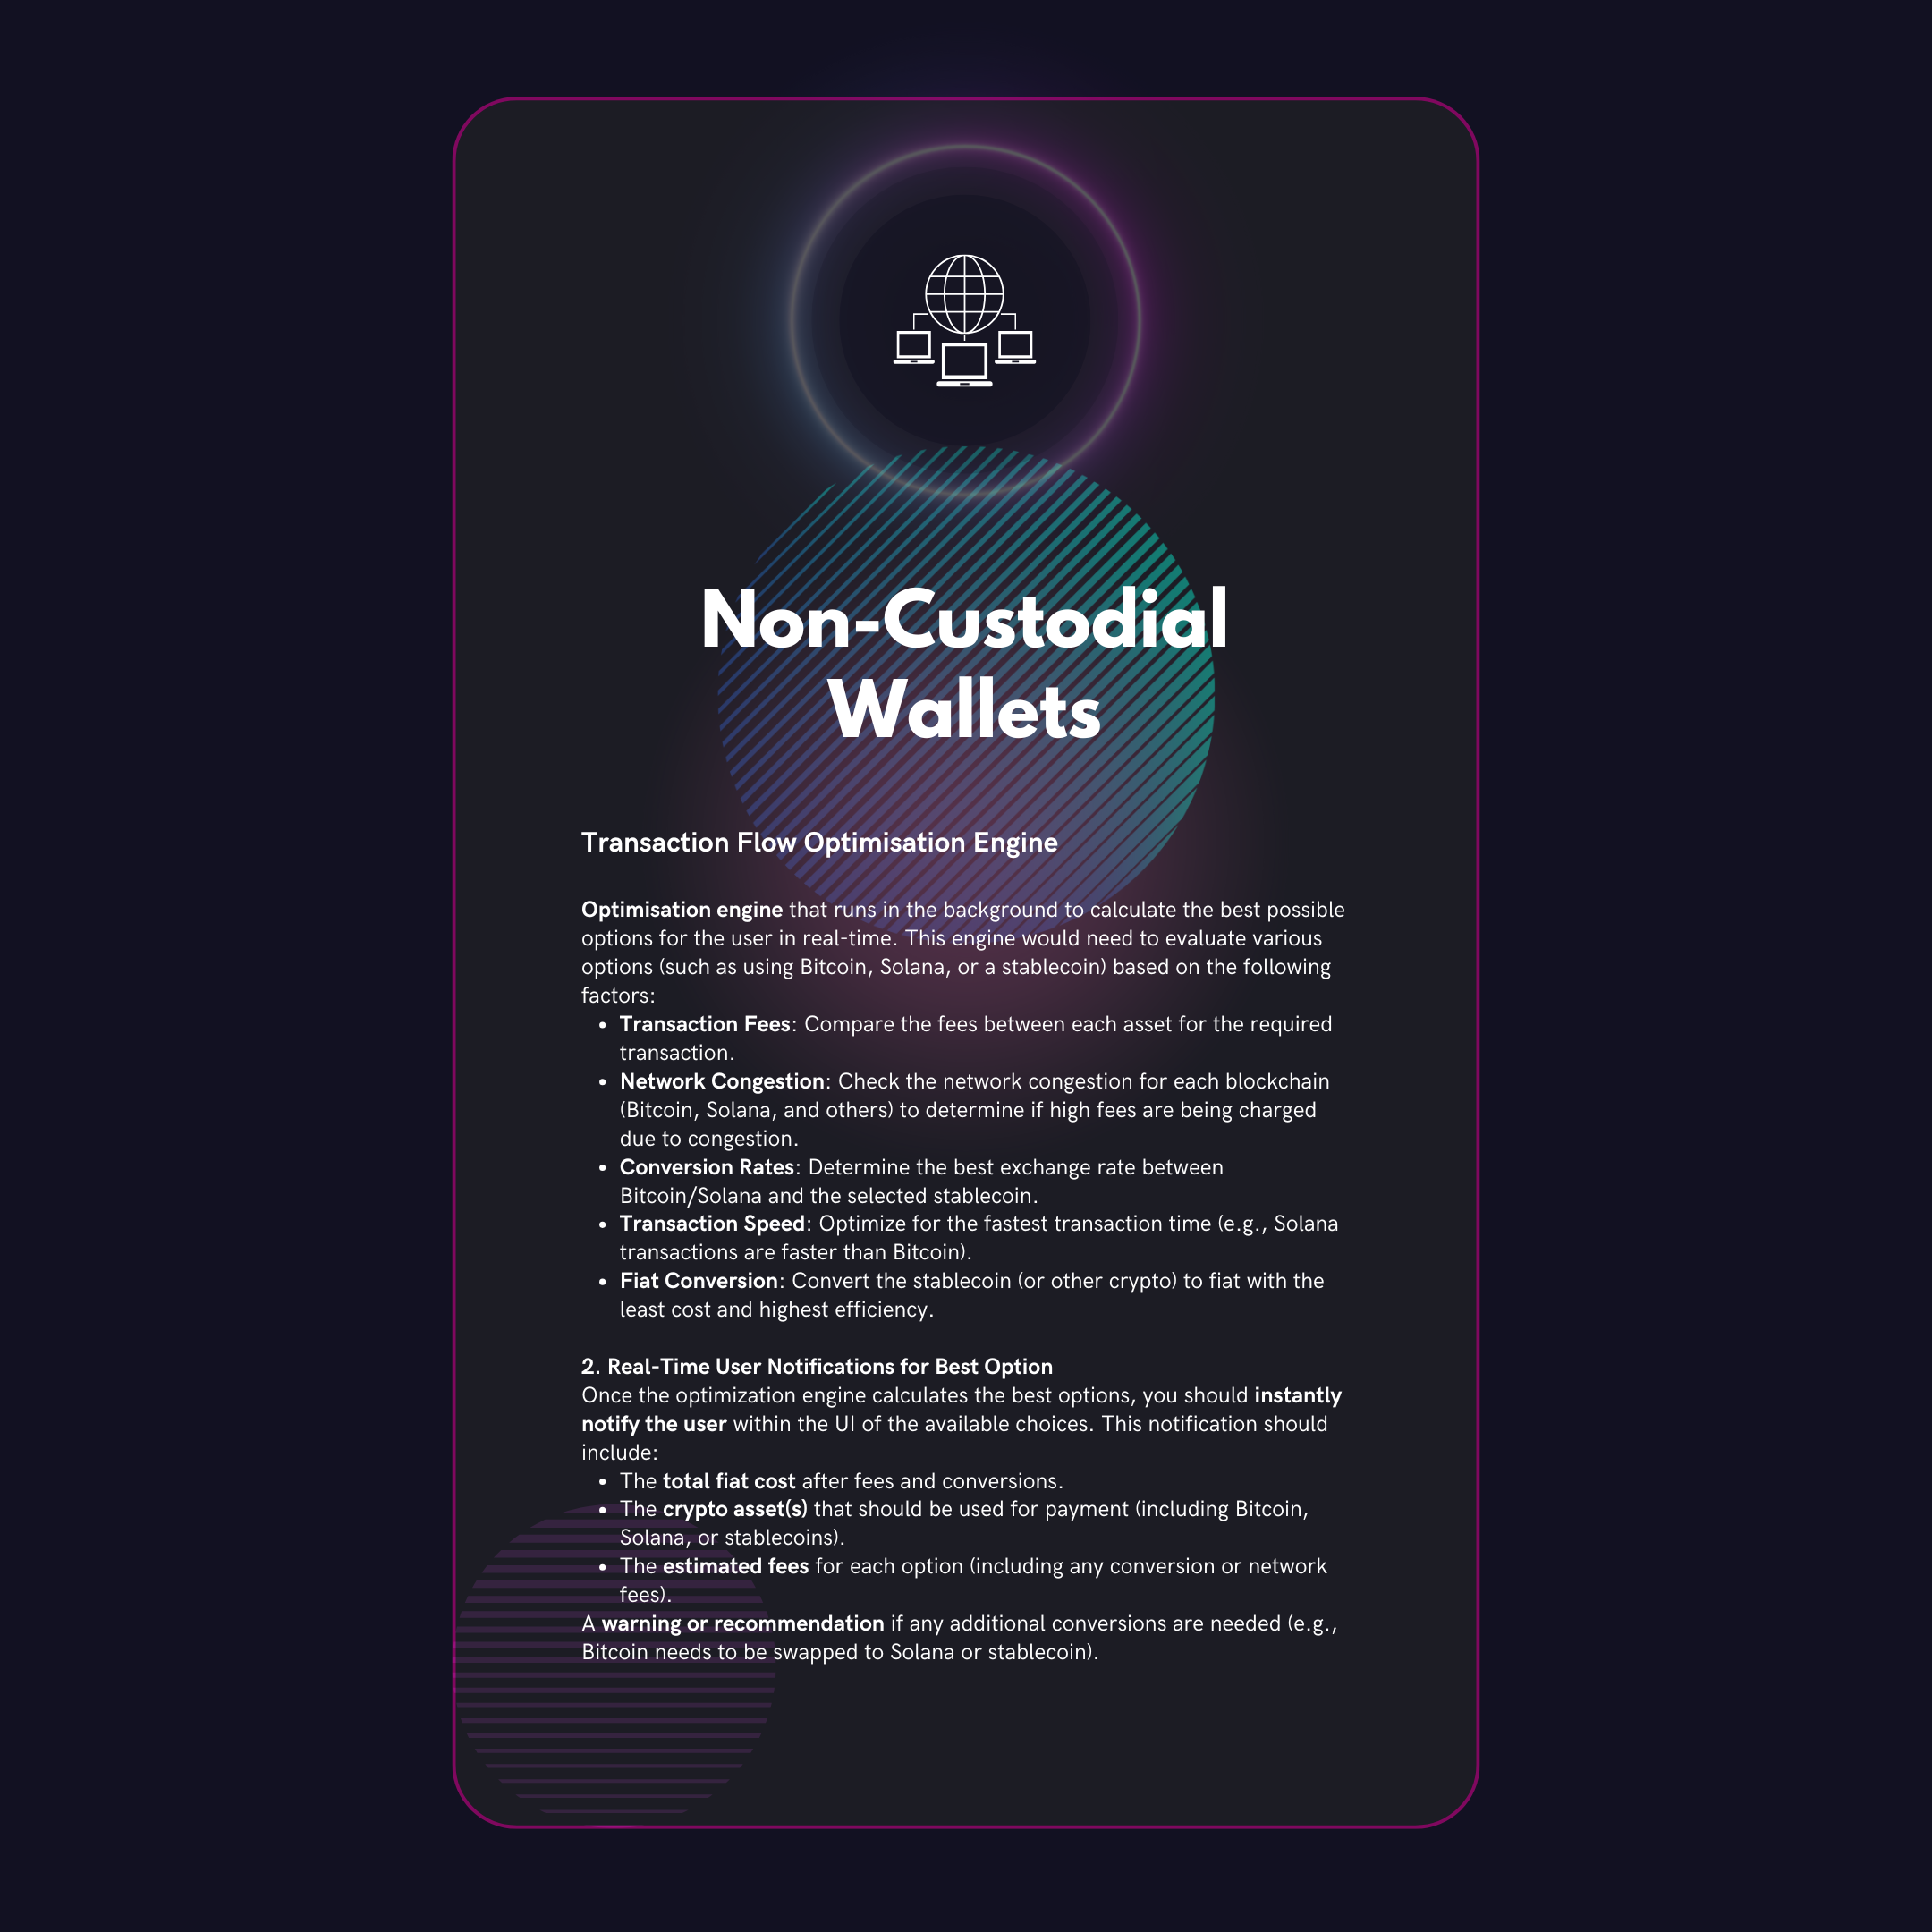 Non-Custodial
Wallets
Transaction Flow Optimisation Engine
Optimisation engine that runs in the background to calculate the best possible
options for the user in real-time. This engine would need to evaluate various
options (such as using Bitcoin, Solana, or a stablecoin) based on the following
factors:
• Transaction Fees: Compare the fees between each asset for the required
transaction.
• Network Congestion: Check the network congestion for each blockchain
(Bitcoin, Solana, and others) to determine if high fees are being charged
due to congestion.
• Conversion Rates: Determine the best exchange rate between
Bitcoin/Solana and the selected stablecoin.
• Transaction Speed: Optimize for the fastest transaction time (e.g., Solana
transactions are faster than Bitcoin).
• Fiat Conversion: Convert the stablecoin (or other crypto) to fiat with the
least cost and highest efficiency.
2. Real-Time User Notifications for Best Option
Once the optimization engine calculates the best options, you should instantly
notify the user within the UI of the available choices. This notification should
include:
• The total fiat cost after fees and conversions.
• The crypto asset(s) that should be used for payment (including Bitcoin,
Solana, or stablecoins).
• The estimated fees for each option (including any conversion or network
fees).
A warning or recommendation if any additional conversions are needed (e.g.,
Bitcoin needs to be swapped to Solana or stablecoin).